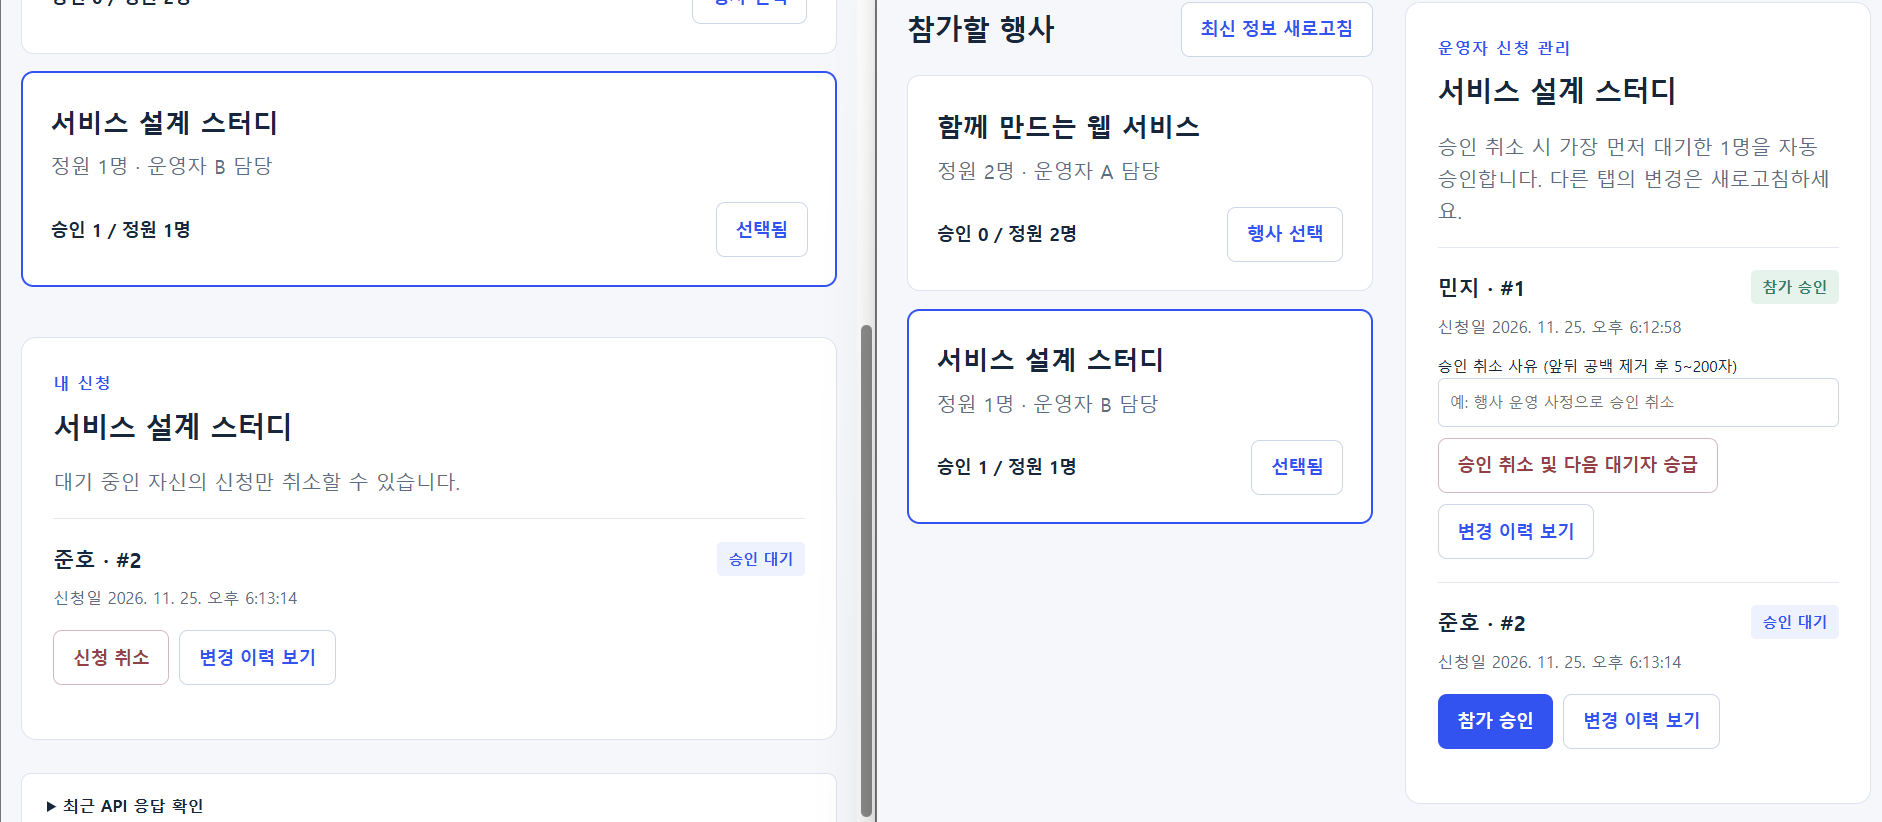 서비스 설계 스터디
정원 1명 · 운영자 B 담당
승인 1 / 정원 1명
선택됨
내 신청
서비스 설계 스터디
대기 중인 자신의 신청만 취소할 수 있습니다.
준호 · #2
승인 대기
신청일 2026. 11. 25. 오후 6:13:14
신청 취소
변경 이력 보기
▶ 최근 API 응답 확인
참가할 행사
최신 정보 새로고침
함께 만드는 웹 서비스
정원 2명 · 운영자 A 담당
승인 0 / 정원 2명
행사 선택
서비스 설계 스터디
정원 1명 · 운영자 B 담당
승인 1 / 정원 1명
선택됨
운영자 신청 관리
서비스 설계 스터디
승인 취소 시 가장 먼저 대기한 1명을 자동
승인합니다. 다른 탭의 변경은 새로고침하세
요.
민지 · #1
참가 승인
신청일 2026. 11. 25. 오후 6:12:58
승인 취소 사유 (앞뒤 공백 제거 후 5~200자)
예: 행사 운영 사정으로 승인 취소
승인 취소 및 다음 대기자 승급
변경 이력 보기
준호 · #2
승인 대기
신청일 2026. 11. 25. 오후 6:13:14
참가 승인
변경 이력 보기